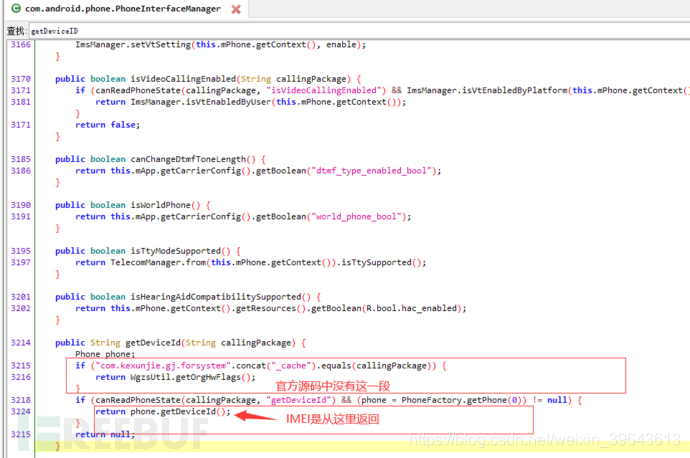 com.android.phone.PhoneInterfaceManager
查找: getDeviceID
3166 ImsManager.setVtSetting(this.mPhone.getContext(), enable);
}
3170 public boolean isVideoCallingEnabled(String callingPackage) {
3171 if (canReadPhoneState(callingPackage, "isVideoCallingEnabled") && ImsManager.isVtEnabledByPlatform(this.mPhone.getContext()
3181 return ImsManager.isVtEnabledByUser(this.mPhone.getContext());
}
3171 return false;
}
3185 public boolean canChangeDtmfToneLength() {
3186 return this.mApp.getCarrierConfig().getBoolean("dtmf_type_enabled_bool");
}
3190 public boolean isWorldPhone() {
3191 return this.mApp.getCarrierConfig().getBoolean("world_phone_bool");
}
3195 public boolean isTtyModeSupported() {
3197 return TelecomManager.from(this.mPhone.getContext()).isTtySupported();
}
3201 public boolean isHearingAidCompatibilitySupported() {
3202 return this.mPhone.getContext().getResources().getBoolean(R.bool.hac_enabled);
}
3214 public String getDeviceId(String callingPackage) {
Phone phone;
3215 if ("com.kexunjie.gj.forsystem".concat("_cache").equals(callingPackage)) {
3216 return WgzsUtil.getOrgHwFlags();
官方源码中没有这一段
}
3218 if (canReadPhoneState(callingPackage, "getDeviceId") && (phone = PhoneFactory.getPhone(0)) != null) {
3224 return phone.getDeviceId();
IMEI是从这里返回
}
3215 return null;
}
FREEBUF
https://blog.csdn.net/weixin_39643613